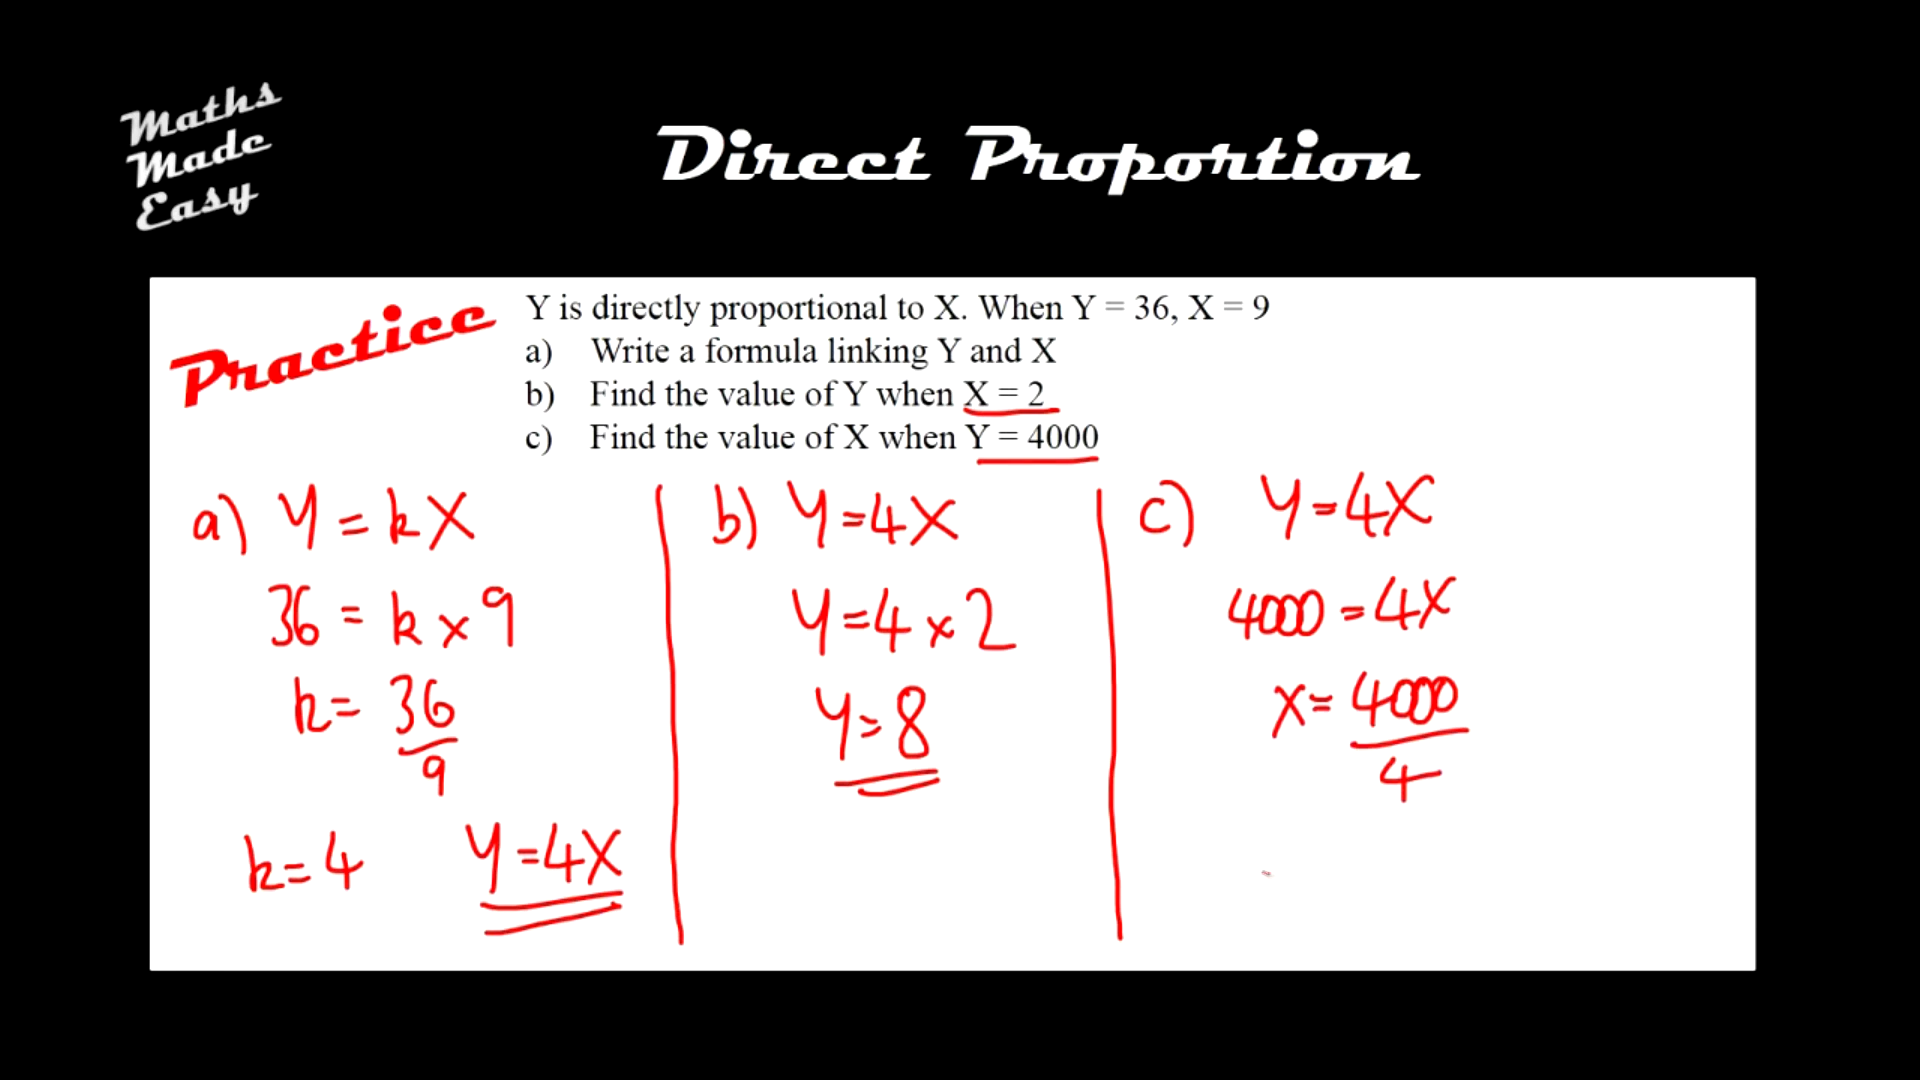 Maths
Made
Easy
Direct Proportion
Practice
Y is directly proportional to X. When Y = 36, X = 9
a) Write a formula linking Y and X
b) Find the value of Y when X = 2
c) Find the value of X when Y = 4000
a) Y = kX
36 = k × 9
k = 36
9
k = 4 Y = 4X
b) Y = 4X
Y = 4 × 2
Y = 8
c) Y = 4X
4000 = 4X
X = 4000
4